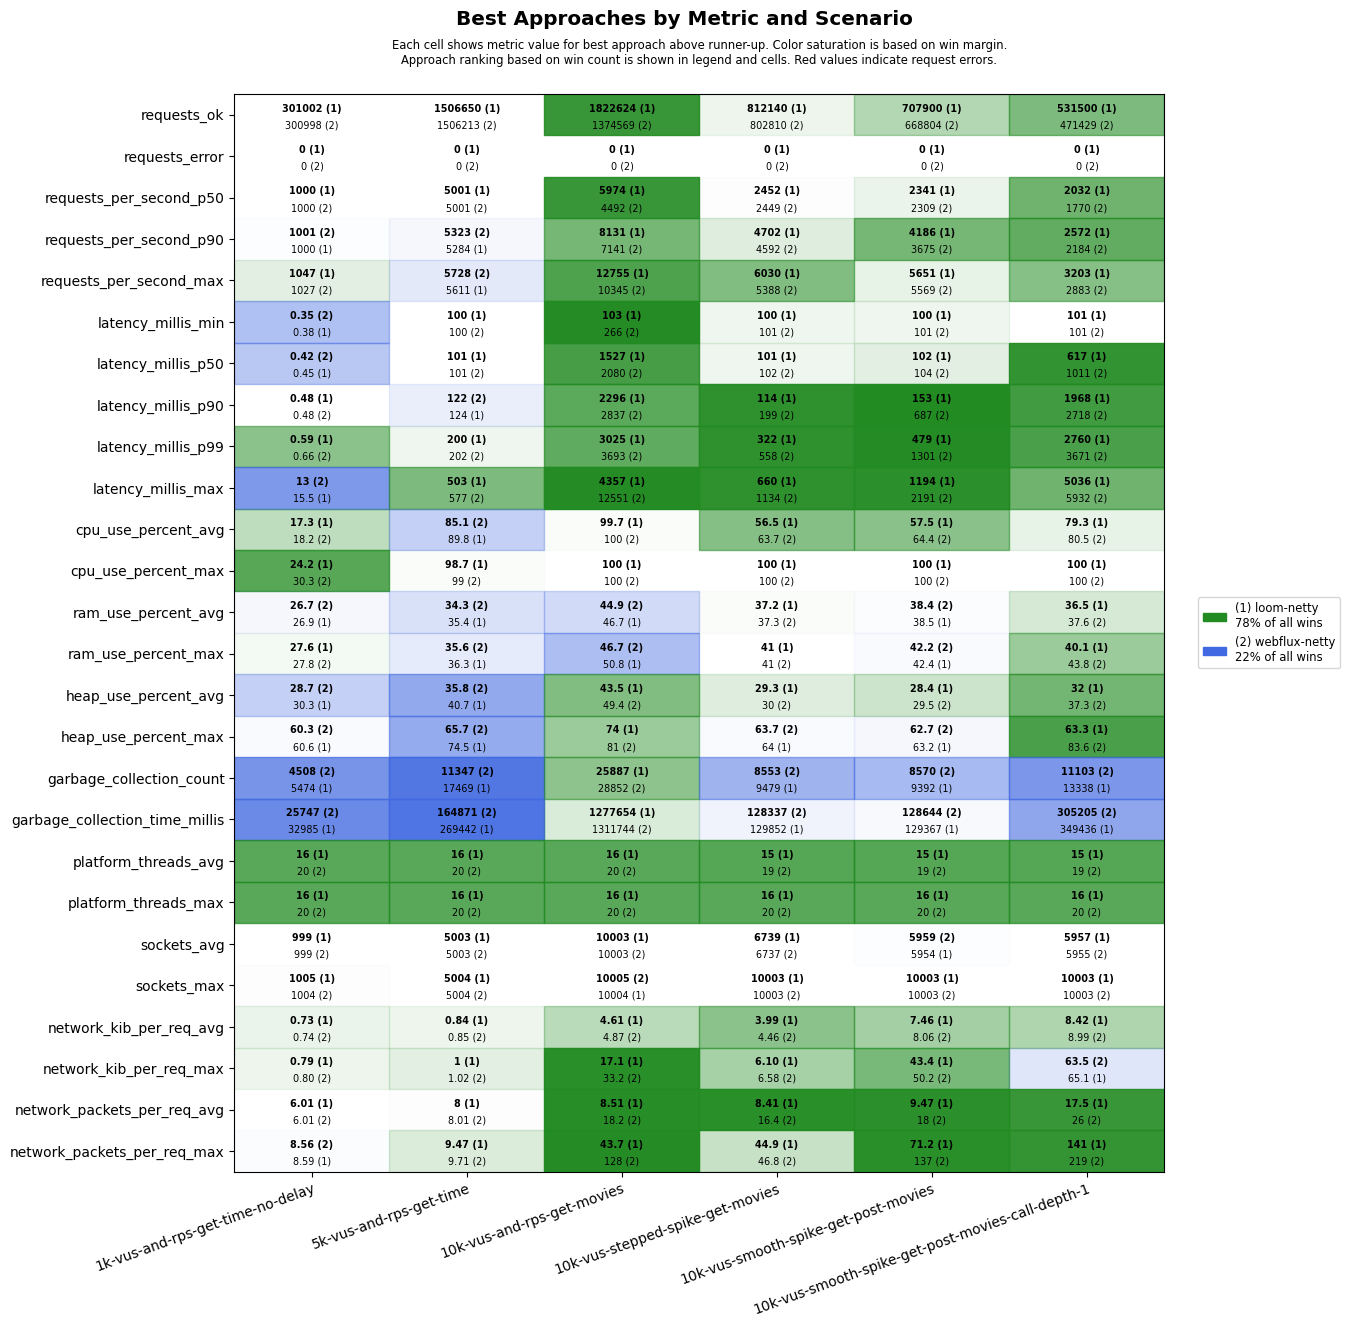 Best Approaches by Metric and Scenario
Each cell shows metric value for best approach above runner-up. Color saturation is based on win margin.
Approach ranking based on win count is shown in legend and cells. Red values indicate request errors.
requests_ok
301002 (1) 1506650 (1) 1822624 (1) 812140 (1) 707900 (1) 531500 (1)
300998 (2) 1506213 (2) 1374569 (2) 802810 (2) 668804 (2) 471429 (2)
requests_error
0 (1) 0 (1) 0 (1) 0 (1) 0 (1) 0 (1)
0 (2) 0 (2) 0 (2) 0 (2) 0 (2) 0 (2)
requests_per_second_p50
1000 (1) 5001 (1) 5974 (1) 2452 (1) 2341 (1) 2032 (1)
1000 (2) 5001 (2) 4492 (2) 2449 (2) 2309 (2) 1770 (2)
requests_per_second_p90
1001 (2) 5323 (2) 8131 (1) 4702 (1) 4186 (1) 2572 (1)
1000 (1) 5284 (1) 7141 (2) 4592 (2) 3675 (2) 2184 (2)
requests_per_second_max
1047 (1) 5728 (2) 12755 (1) 6030 (1) 5651 (1) 3203 (1)
1027 (2) 5611 (1) 10345 (2) 5388 (2) 5569 (2) 2883 (2)
latency_millis_min
0.35 (2) 100 (1) 103 (1) 100 (1) 100 (1) 101 (1)
0.38 (1) 100 (2) 266 (2) 101 (2) 101 (2) 101 (2)
latency_millis_p50
0.42 (2) 101 (1) 1527 (1) 101 (1) 102 (1) 617 (1)
0.45 (1) 101 (2) 2080 (2) 102 (2) 104 (2) 1011 (2)
latency_millis_p90
0.48 (1) 122 (2) 2296 (1) 114 (1) 153 (1) 1968 (1)
0.48 (2) 124 (1) 2837 (2) 199 (2) 687 (2) 2718 (2)
latency_millis_p99
0.59 (1) 200 (1) 3025 (1) 322 (1) 479 (1) 2760 (1)
0.66 (2) 202 (2) 3693 (2) 558 (2) 1301 (2) 3671 (2)
latency_millis_max
13 (2) 503 (1) 4357 (1) 660 (1) 1194 (1) 5036 (1)
15.5 (1) 577 (2) 12551 (2) 1134 (2) 2191 (2) 5932 (2)
cpu_use_percent_avg
17.3 (1) 85.1 (2) 99.7 (1) 56.5 (1) 57.5 (1) 79.3 (1)
18.2 (2) 89.8 (1) 100 (2) 63.7 (2) 64.4 (2) 80.5 (2)
cpu_use_percent_max
24.2 (1) 98.7 (1) 100 (1) 100 (1) 100 (1) 100 (1)
30.3 (2) 99 (2) 100 (2) 100 (2) 100 (2) 100 (2)
ram_use_percent_avg
26.7 (2) 34.3 (2) 44.9 (2) 37.2 (1) 38.4 (2) 36.5 (1)
26.9 (1) 35.4 (1) 46.7 (1) 37.3 (2) 38.5 (1) 37.6 (2)
ram_use_percent_max
27.6 (1) 35.6 (2) 46.7 (2) 41 (1) 42.2 (2) 40.1 (1)
27.8 (2) 36.3 (1) 50.8 (1) 41 (2) 42.4 (1) 43.8 (2)
heap_use_percent_avg
28.7 (2) 35.8 (2) 43.5 (1) 29.3 (1) 28.4 (1) 32 (1)
30.3 (1) 40.7 (1) 49.4 (2) 30 (2) 29.5 (2) 37.3 (2)
heap_use_percent_max
60.3 (2) 65.7 (2) 74 (1) 63.7 (2) 62.7 (2) 63.3 (1)
60.6 (1) 74.5 (1) 81 (2) 64 (1) 63.2 (1) 83.6 (2)
garbage_collection_count
4508 (2) 11347 (2) 25887 (1) 8553 (2) 8570 (2) 11103 (2)
5474 (1) 17469 (1) 28852 (2) 9479 (1) 9392 (1) 13338 (1)
garbage_collection_time_millis
25747 (2) 164871 (2) 1277654 (1) 128337 (2) 128644 (2) 305205 (2)
32985 (1) 269442 (1) 1311744 (2) 129852 (1) 129367 (1) 349436 (1)
platform_threads_avg
16 (1) 16 (1) 16 (1) 15 (1) 15 (1) 15 (1)
20 (2) 20 (2) 20 (2) 19 (2) 19 (2) 19 (2)
platform_threads_max
16 (1) 16 (1) 16 (1) 16 (1) 16 (1) 16 (1)
20 (2) 20 (2) 20 (2) 20 (2) 20 (2) 20 (2)
sockets_avg
999 (1) 5003 (1) 10003 (1) 6739 (1) 5959 (2) 5957 (1)
999 (2) 5003 (2) 10003 (2) 6737 (2) 5954 (1) 5955 (2)
sockets_max
1005 (1) 5004 (1) 10005 (2) 10003 (1) 10003 (1) 10003 (1)
1004 (2) 5004 (2) 10004 (1) 10003 (2) 10003 (2) 10003 (2)
network_kib_per_req_avg
0.73 (1) 0.84 (1) 4.61 (1) 3.99 (1) 7.46 (1) 8.42 (1)
0.74 (2) 0.85 (2) 4.87 (2) 4.46 (2) 8.06 (2) 8.99 (2)
network_kib_per_req_max
0.79 (1) 1 (1) 17.1 (1) 6.10 (1) 43.4 (1) 63.5 (2)
0.80 (2) 1.02 (2) 33.2 (2) 6.58 (2) 50.2 (2) 65.1 (1)
network_packets_per_req_avg
6.01 (1) 8 (1) 8.51 (1) 8.41 (1) 9.47 (1) 17.5 (1)
6.01 (2) 8.01 (2) 18.2 (2) 16.4 (2) 18 (2) 26 (2)
network_packets_per_req_max
8.56 (2) 9.47 (1) 43.7 (1) 44.9 (1) 71.2 (1) 141 (1)
8.59 (1) 9.71 (2) 128 (2) 46.8 (2) 137 (2) 219 (2)
1k-vus-and-rps-get-time-no-delay
5k-vus-and-rps-get-time
10k-vus-and-rps-get-movies
10k-vus-stepped-spike-get-movies
10k-vus-smooth-spike-get-post-movies
10k-vus-smooth-spike-get-post-movies-call-depth-1
(1) loom-netty
78% of all wins
(2) webflux-netty
22% of all wins